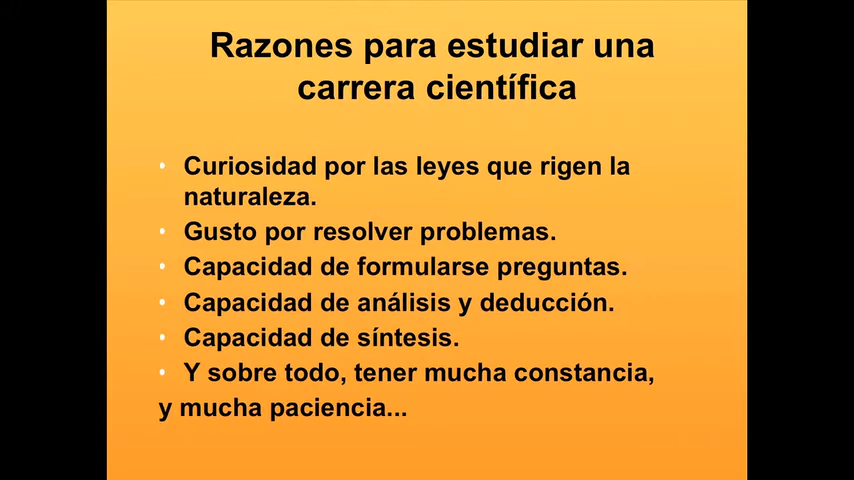 Razones para estudiar una
carrera científica
• Curiosidad por las leyes que rigen la
naturaleza.
• Gusto por resolver problemas.
• Capacidad de formularse preguntas.
• Capacidad de análisis y deducción.
• Capacidad de síntesis.
• Y sobre todo, tener mucha constancia,
y mucha paciencia...